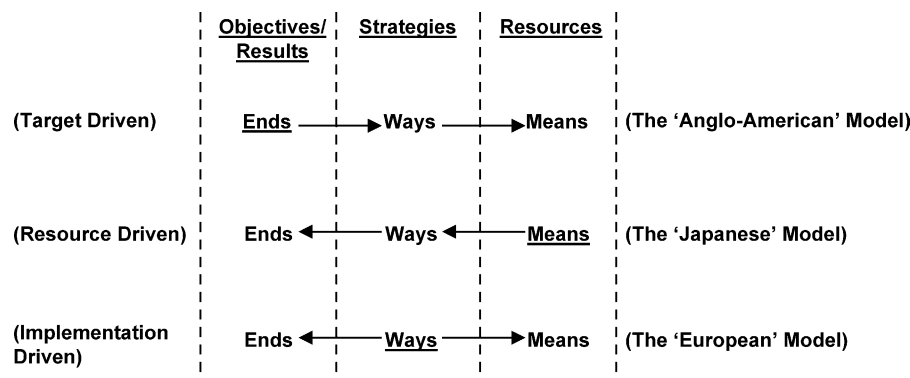 Objectives/ Strategies Resources
Results
(Target Driven) Ends Ways Means (The ‘Anglo-American’ Model)
(Resource Driven) Ends Ways Means (The ‘Japanese’ Model)
(Implementation
Driven) Ends Ways Means (The ‘European’ Model)